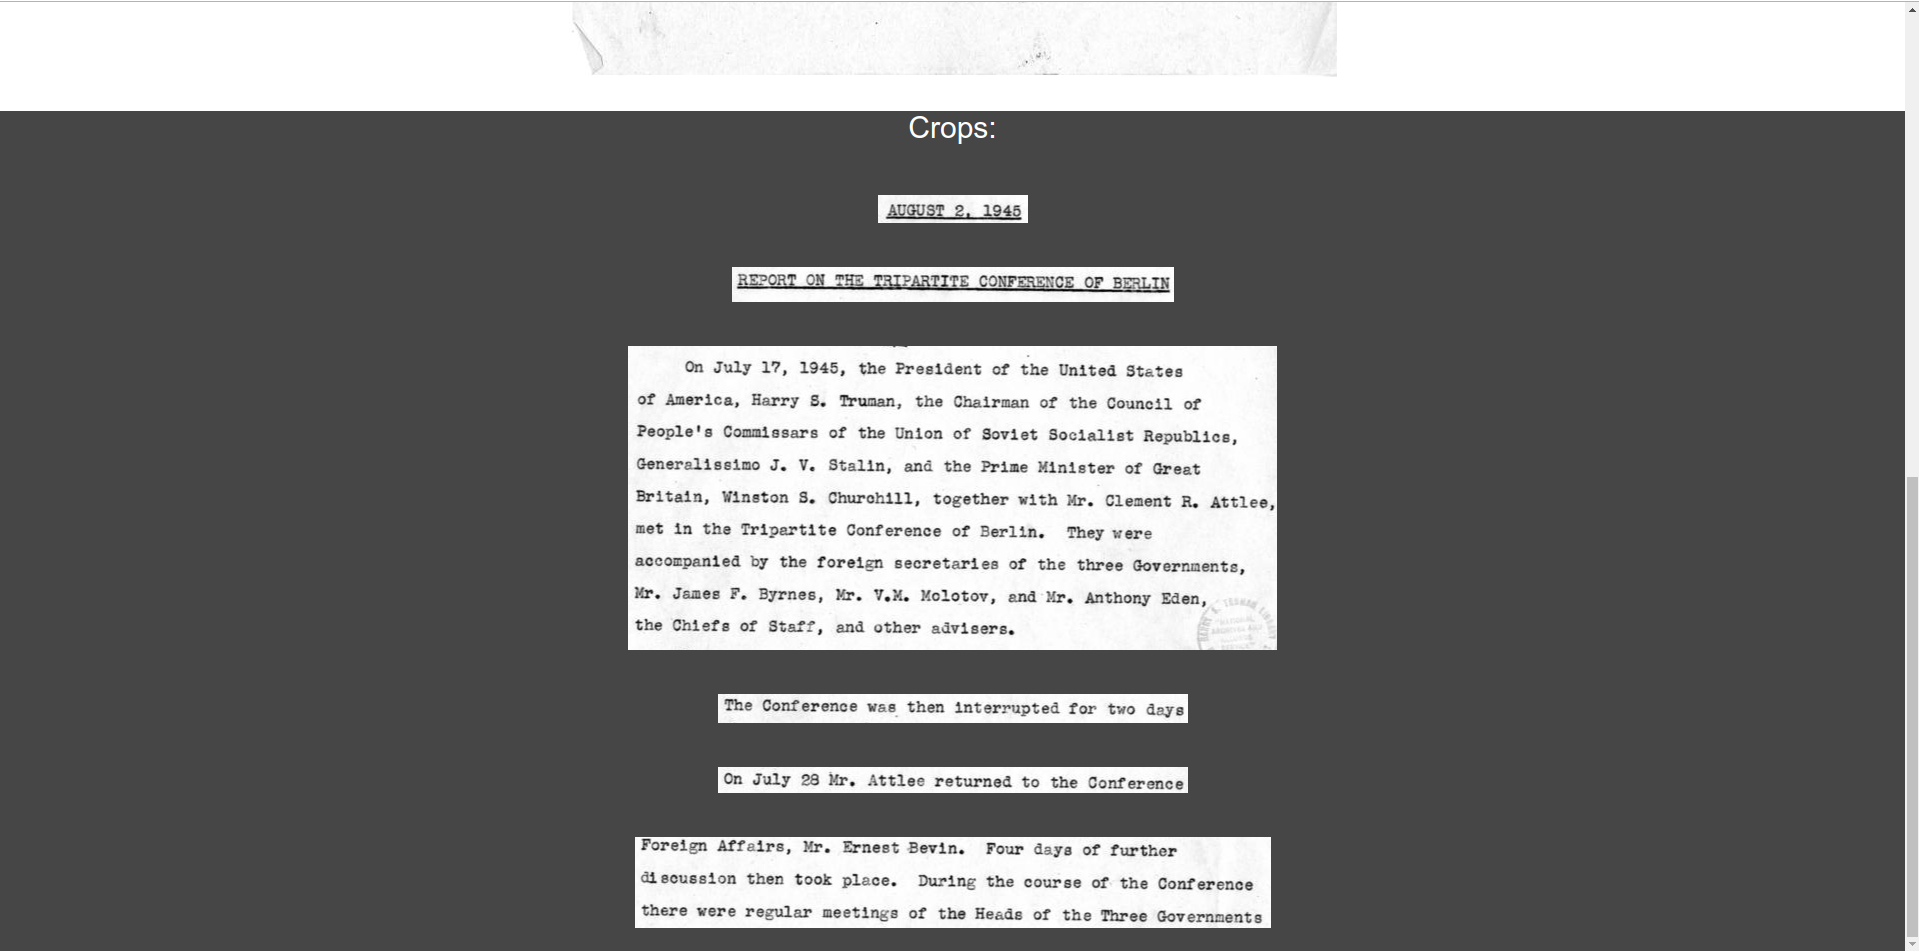 Crops:
AUGUST 2, 1945
REPORT ON THE TRIPARTITE CONFERENCE OF BERLIN
On July 17, 1945, the President of the United States
of America, Harry S. Truman, the Chairman of the Council of
People's Commissars of the Union of Soviet Socialist Republics,
Generalissimo J. V. Stalin, and the Prime Minister of Great
Britain, Winston S. Churchill, together with Mr. Clement R. Attlee,
met in the Tripartite Conference of Berlin. They were
accompanied by the foreign secretaries of the three Governments,
Mr. James F. Byrnes, Mr. V.M. Molotov, and Mr. Anthony Eden,
the Chiefs of Staff, and other advisers.
The Conference was then interrupted for two days
On July 28 Mr. Attlee returned to the Conference
Foreign Affairs, Mr. Ernest Bevin. Four days of further
discussion then took place. During the course of the Conference
there were regular meetings of the Heads of the Three Governments